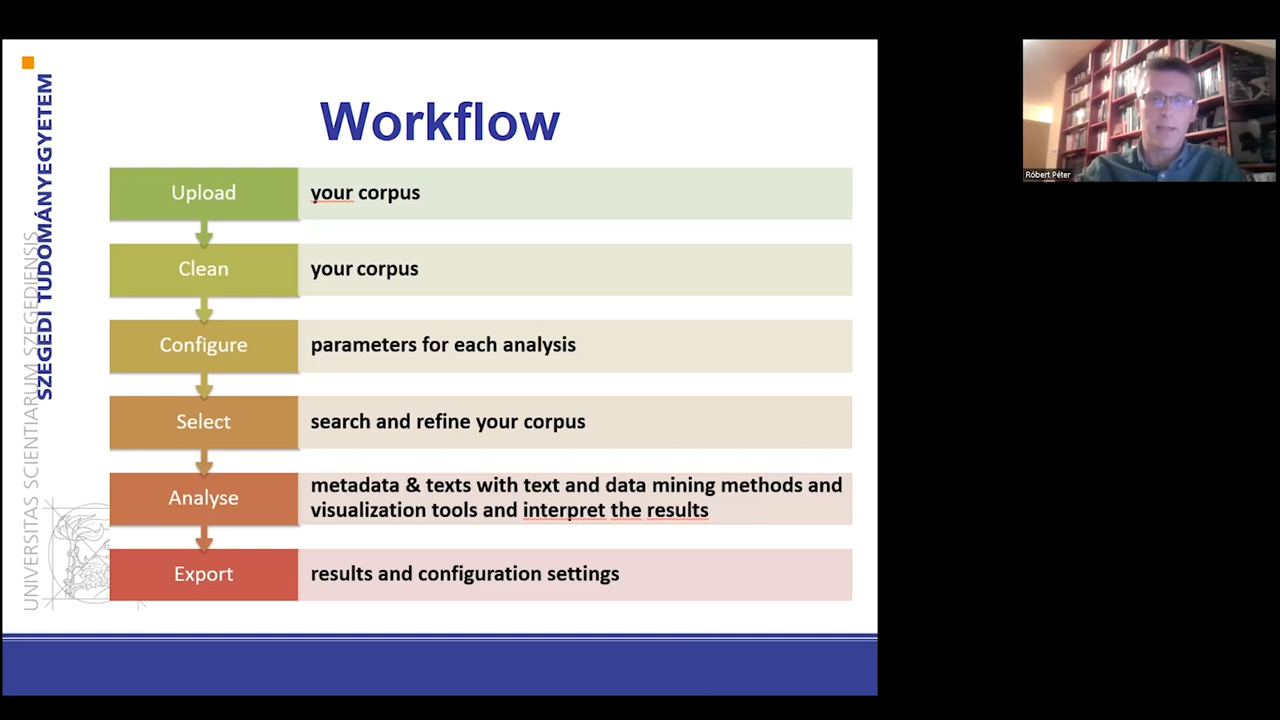 Workflow
Upload
your corpus
Clean
your corpus
Configure
parameters for each analysis
Select
search and refine your corpus
Analyse
metadata & texts with text and data mining methods and
visualization tools and interpret the results
Export
results and configuration settings
SZEGEDI TUDOMÁNYEGYETEM
UNIVERSITAS SCIENTIARUM SZEGEDIENSIS
Róbert Péter